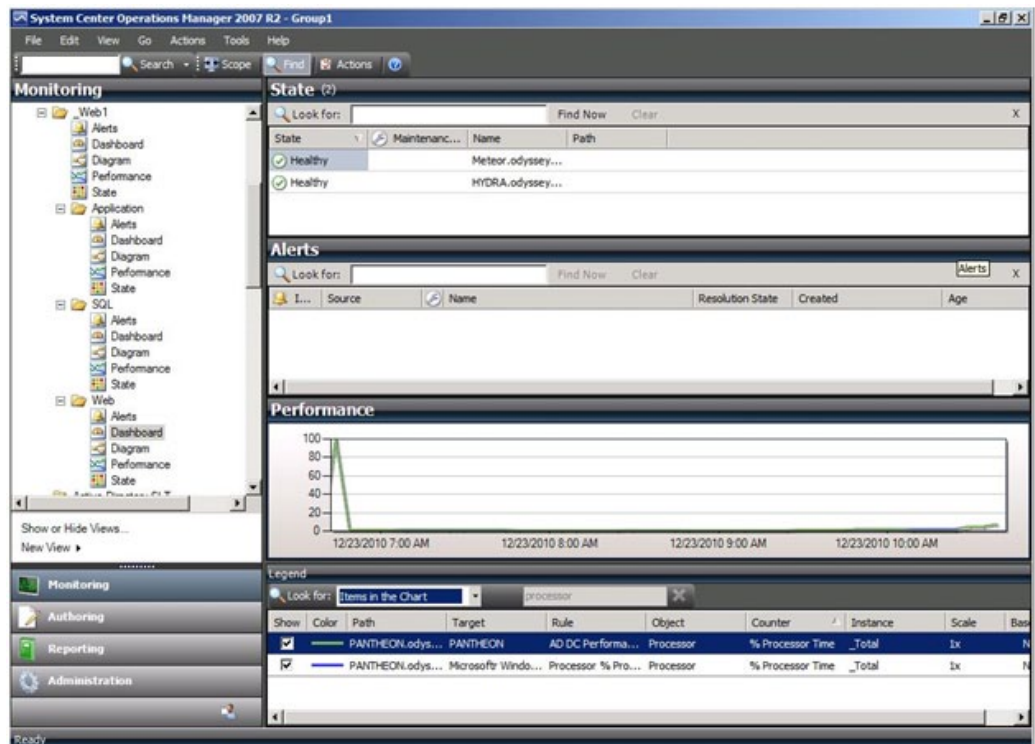 System Center Operations Manager 2007 R2 - Group1
File Edit View Go Actions Tools Help
Search Scope Find Actions
Monitoring
_Web1
Alerts
Dashboard
Diagram
Performance
State
Application
Alerts
Dashboard
Diagram
Performance
State
SQL
Alerts
Dashboard
Diagram
Performance
State
Web
Alerts
Dashboard
Diagram
Performance
State
Show or Hide Views...
New View
Monitoring
Authoring
Reporting
Administration
State (2)
Look for: Find Now Clear X
State Maintenanc... Name Path
Healthy Meteor.odyssey...
Healthy HYDRA.odyssey...
Alerts
Look for: Find Now Clear Alerts X
I... Source Name Resolution State Created Age
Performance
100
80
60
40
20
0
12/23/2010 7:00 AM 12/23/2010 8:00 AM 12/23/2010 9:00 AM 12/23/2010 10:00 AM
Legend
Look for: Items in the Chart processor
Show Color Path Target Rule Object Counter Instance Scale Bas
PANTHEON.odys... PANTHEON AD DC Performa... Processor % Processor Time _Total 1x N
PANTHEON.odys... Microsoftr Windo... Processor % Pro... Processor % Processor Time _Total 1x N
Ready